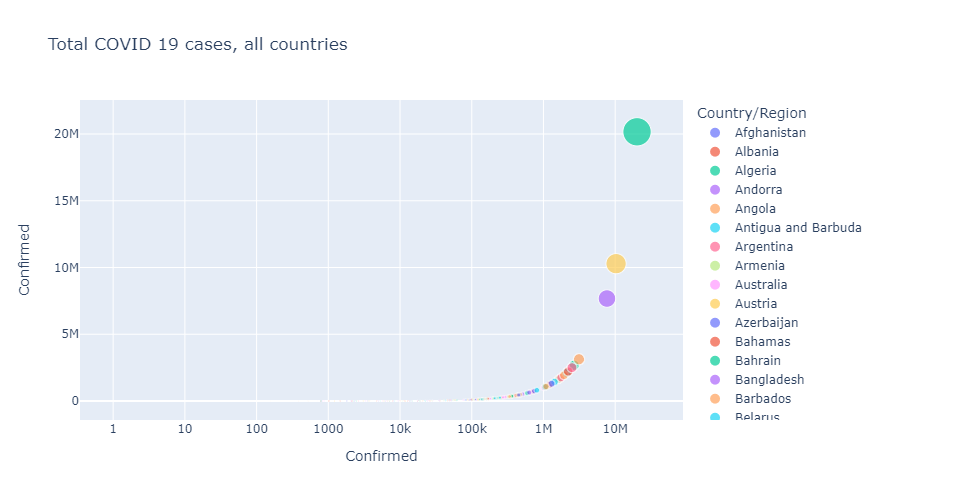 Total COVID 19 cases, all countries
20M
15M
10M
5M
0
Confirmed
1
10
100
1000
10k
100k
1M
10M
Confirmed
Country/Region
Afghanistan
Albania
Algeria
Andorra
Angola
Antigua and Barbuda
Argentina
Armenia
Australia
Austria
Azerbaijan
Bahamas
Bahrain
Bangladesh
Barbados
Belarus